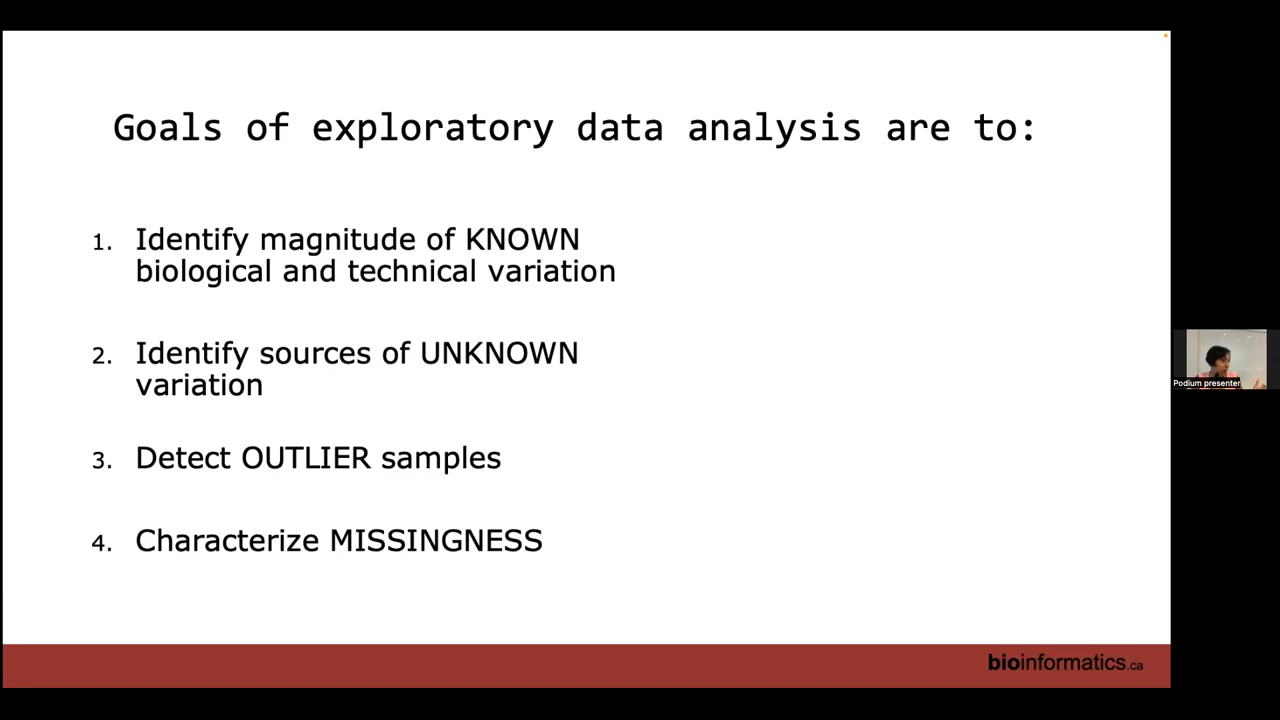 Goals of exploratory data analysis are to:
1. Identify magnitude of KNOWN
biological and technical variation
2. Identify sources of UNKNOWN
variation
3. Detect OUTLIER samples
4. Characterize MISSINGNESS
Podium presenter
bioinformatics.ca